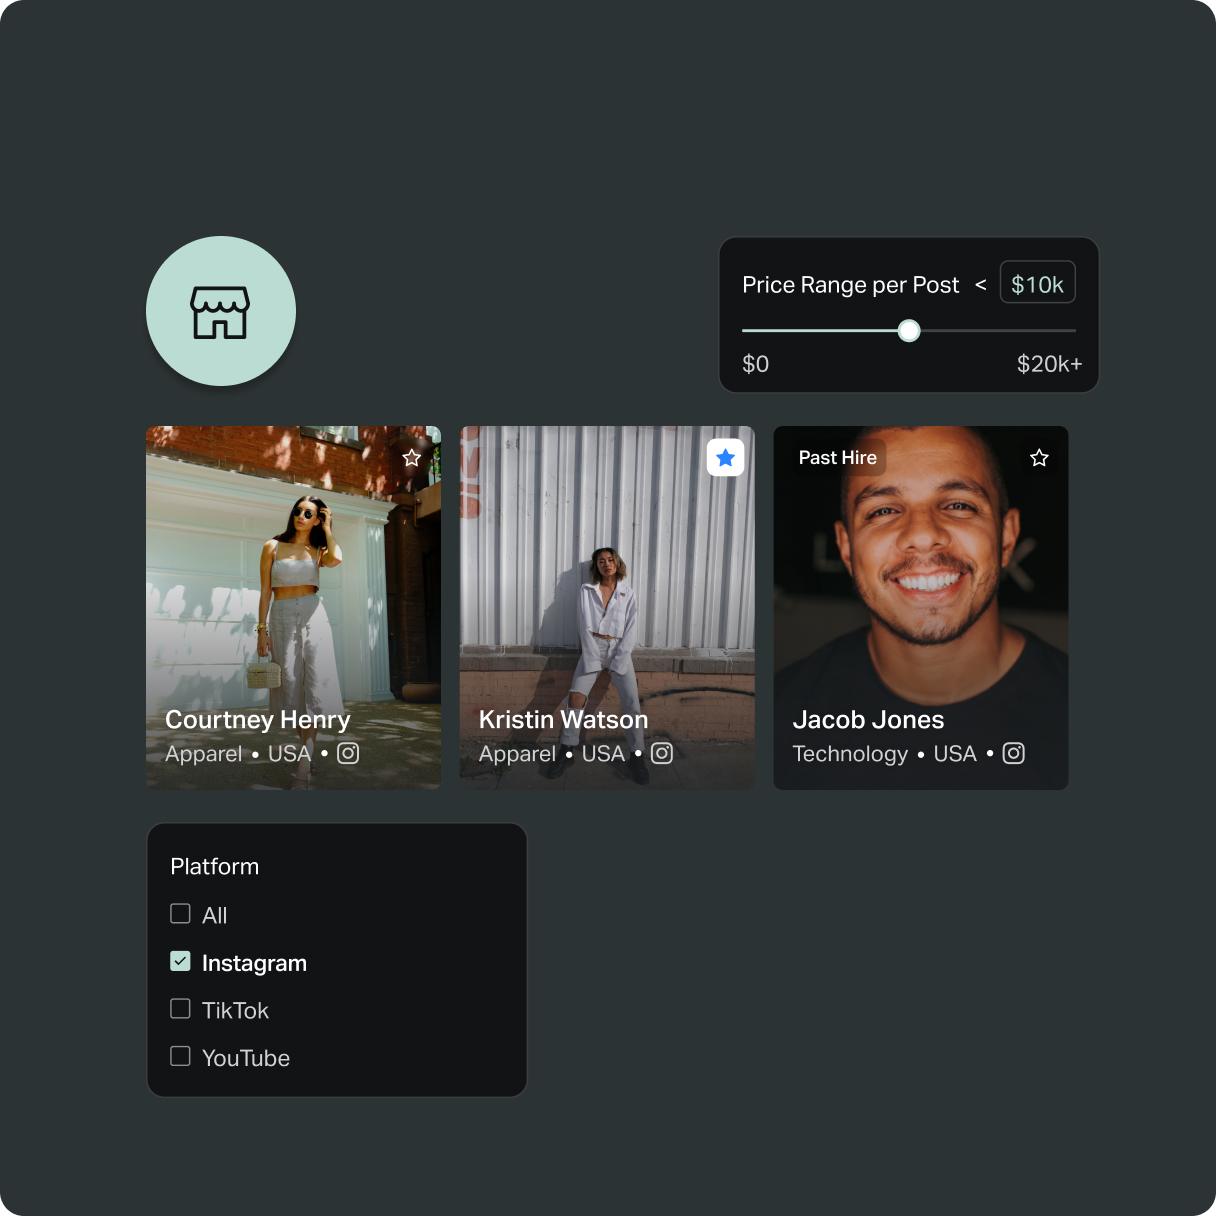 Price Range per Post < $10k
$0 $20k+
Past Hire
Courtney Henry
Apparel • USA •
Kristin Watson
Apparel • USA •
Jacob Jones
Technology • USA •
Platform
All
Instagram
TikTok
YouTube